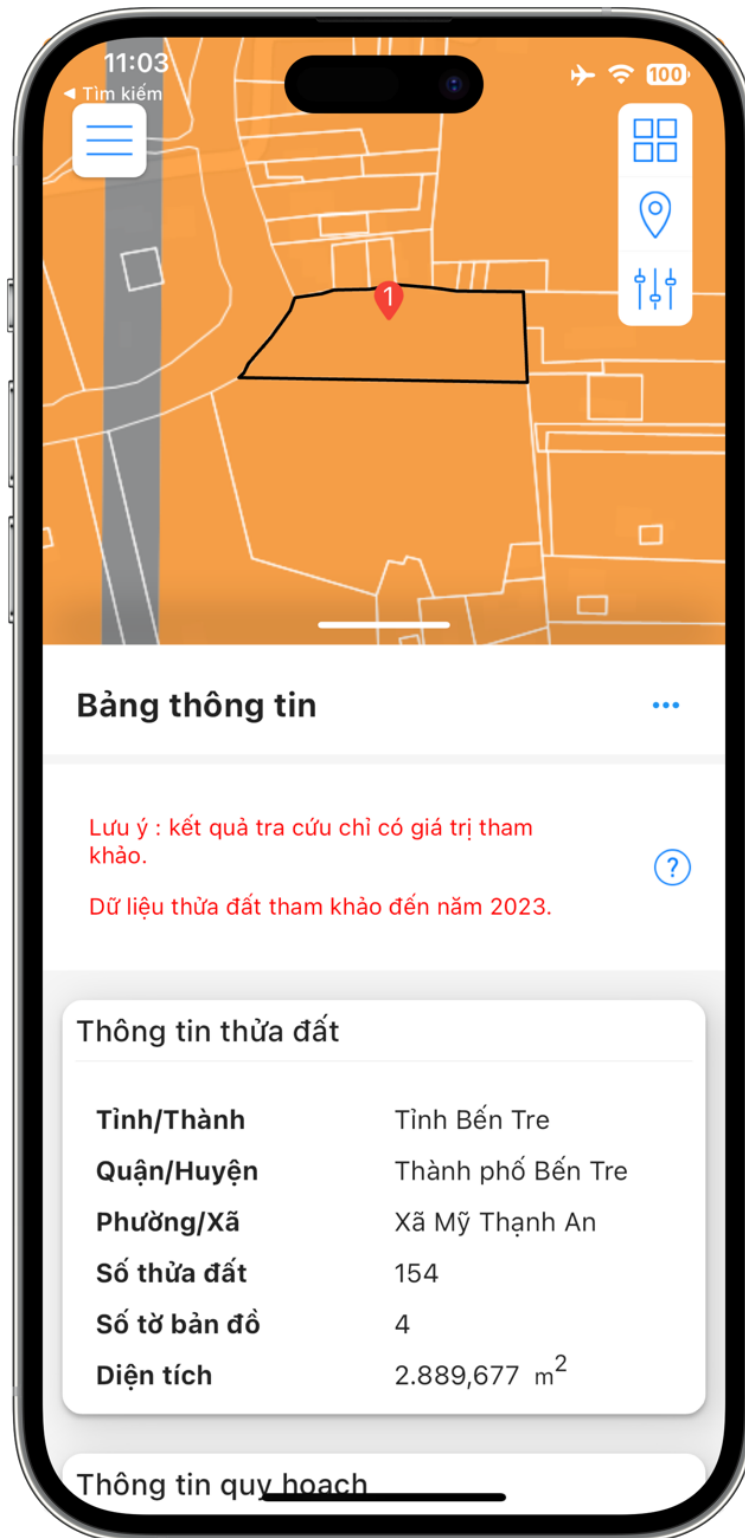 11:03
◀ Tìm kiếm
100
1
Bảng thông tin
Lưu ý : kết quả tra cứu chỉ có giá trị tham
khảo.
Dữ liệu thửa đất tham khảo đến năm 2023.
Thông tin thửa đất
Tỉnh/Thành Tỉnh Bến Tre
Quận/Huyện Thành phố Bến Tre
Phường/Xã Xã Mỹ Thạnh An
Số thửa đất 154
Số tờ bản đồ 4
Diện tích 2.889,677 m²
Thông tin quy hoạch